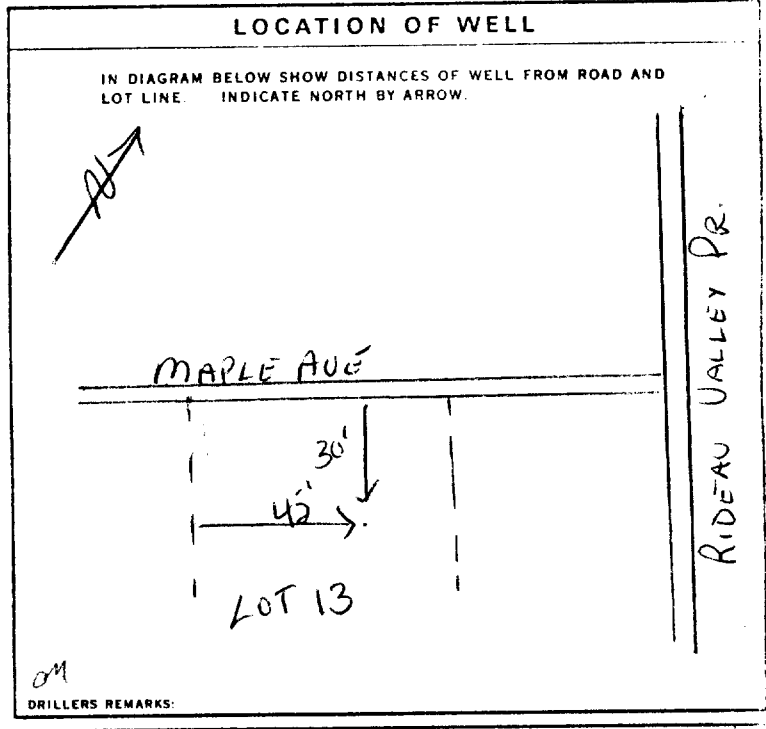 LOCATION OF WELL
IN DIAGRAM BELOW SHOW DISTANCES OF WELL FROM ROAD AND
LOT LINE. INDICATE NORTH BY ARROW.
N
MAPLE AVE
RIDEAU VALLEY DR.
30'
42'
LOT 13
DRILLERS REMARKS: